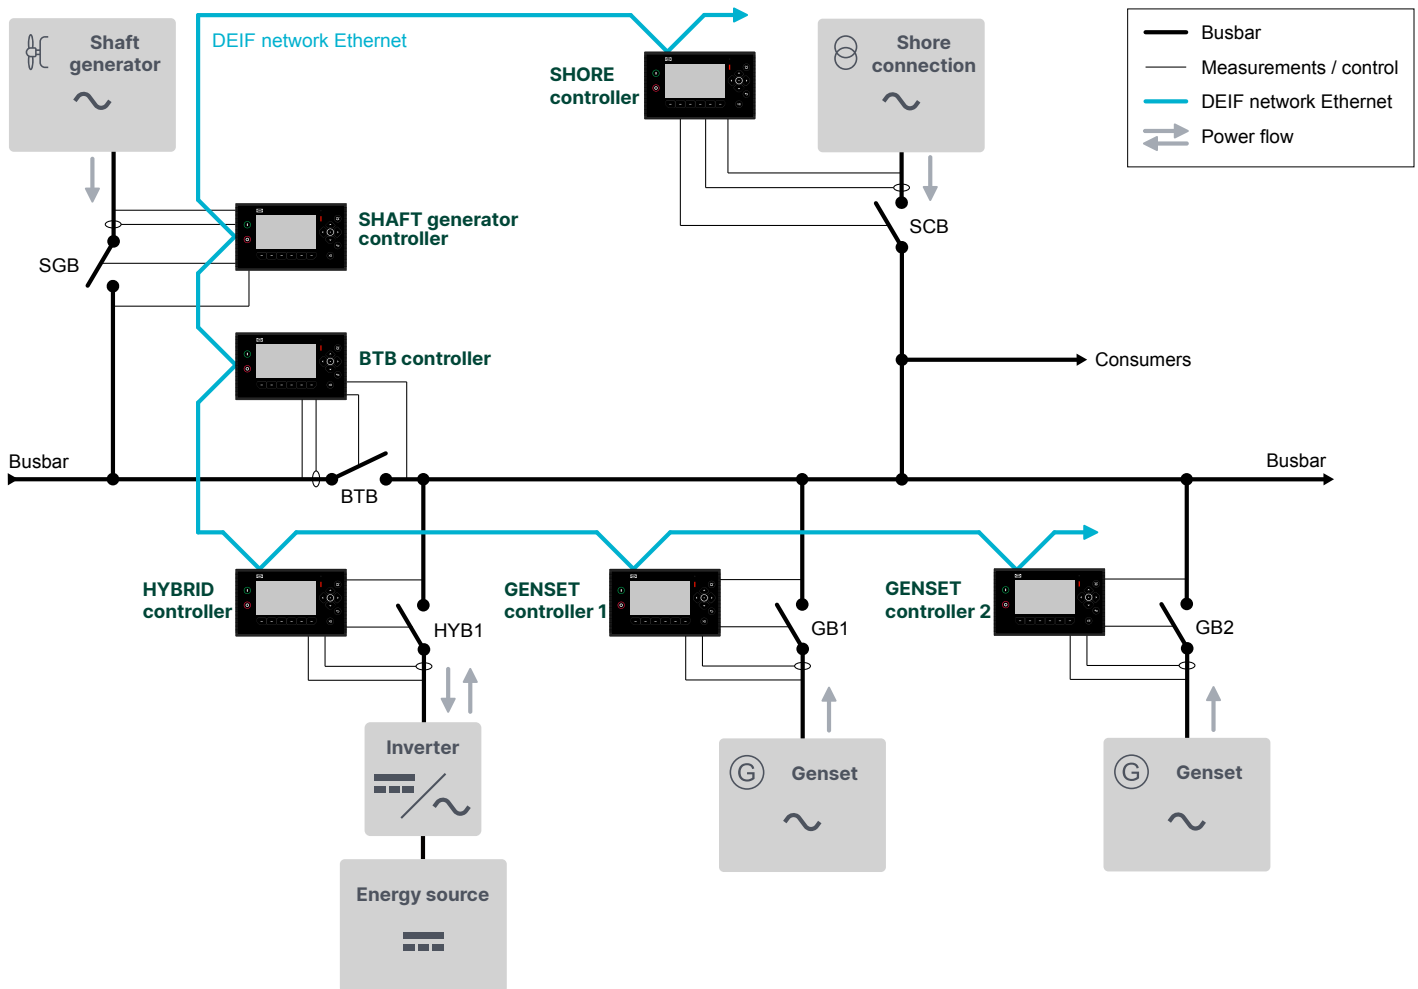 Shaft
generator
DEIF network Ethernet
SHORE
controller
Shore
connection
Busbar
Measurements / control
DEIF network Ethernet
Power flow
SHAFT generator
controller
SGB
SCB
BTB controller
Consumers
Busbar
BTB
Busbar
HYBRID
controller
HYB1
GENSET
controller 1
GB1
GENSET
controller 2
GB2
Inverter
G Genset
G Genset
Energy source